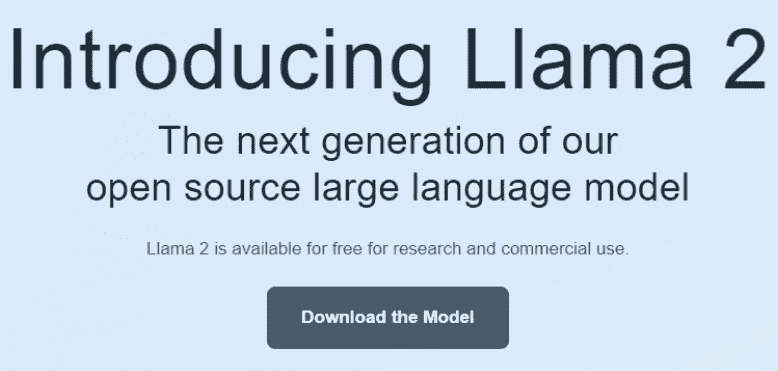 Introducing Llama 2
The next generation of our
open source large language model
Llama 2 is available for free for research and commercial use.
Download the Model